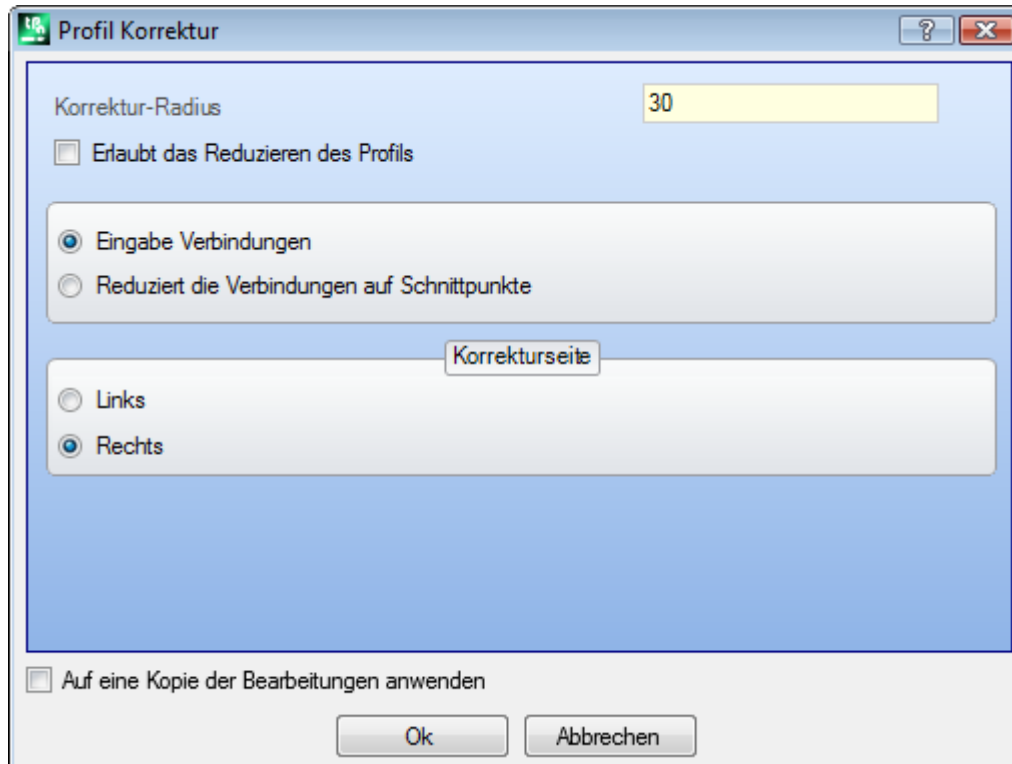 Profil Korrektur
Korrektur-Radius 30
Erlaubt das Reduzieren des Profils
Eingabe Verbindungen
Reduziert die Verbindungen auf Schnittpunkte
Korrekturseite
Links
Rechts
Auf eine Kopie der Bearbeitungen anwenden
Ok Abbrechen